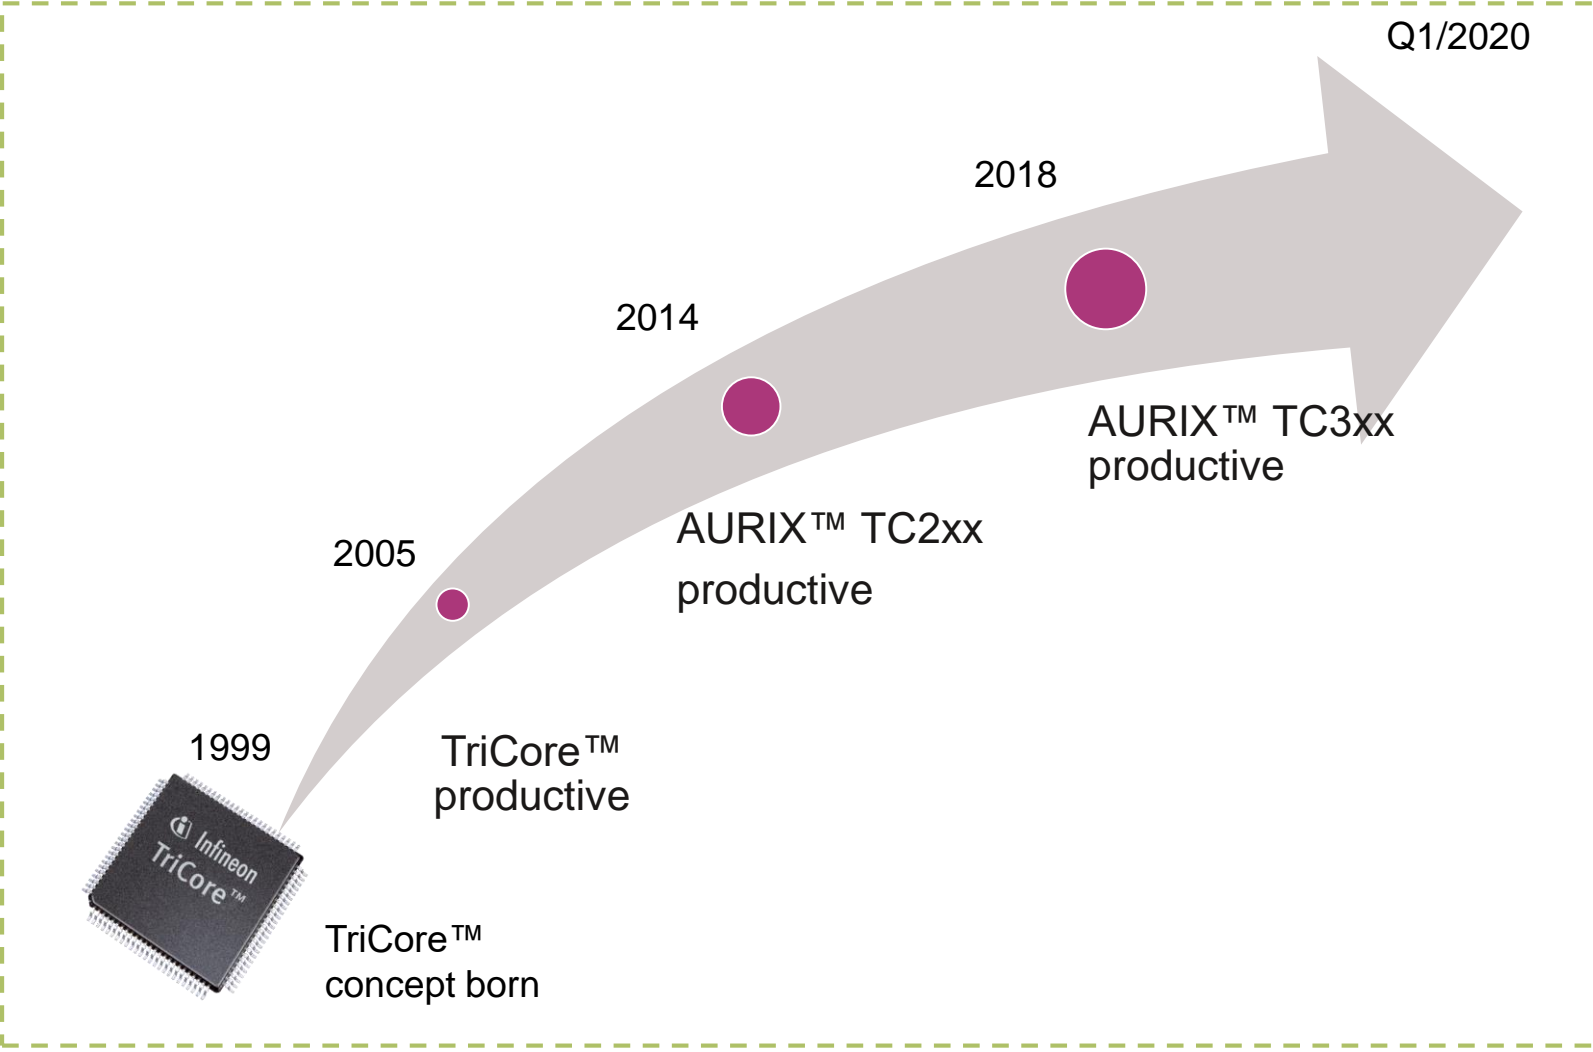 Q1/2020
2018
2014
AURIX™ TC3xx
productive
AURIX™ TC2xx
productive
2005
1999
TriCore™
productive
Infineon
TriCore™
TriCore™
concept born